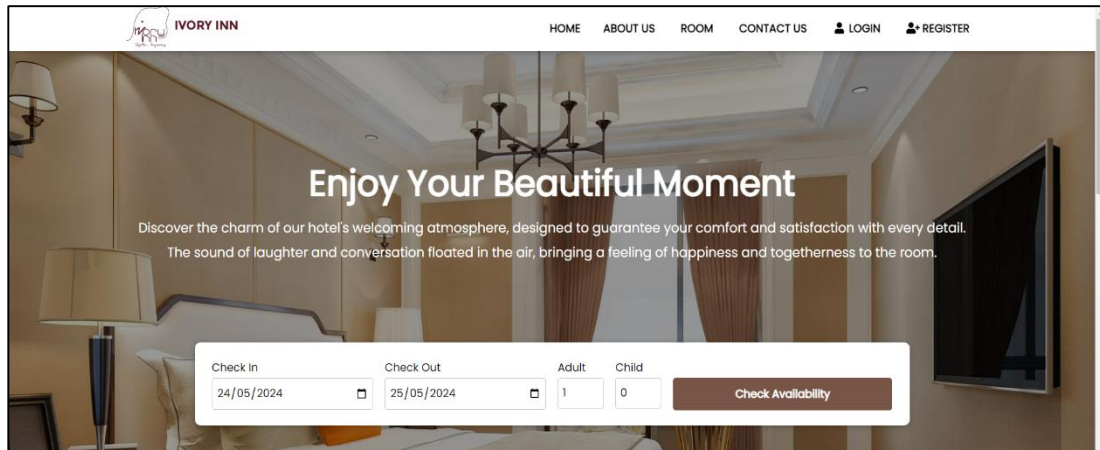 IVORY INN
HOME ABOUT US ROOM CONTACT US LOGIN REGISTER
Enjoy Your Beautiful Moment
Discover the charm of our hotel's welcoming atmosphere, designed to guarantee your comfort and satisfaction with every detail.
The sound of laughter and conversation floated in the air, bringing a feeling of happiness and togetherness to the room.
Check In Check Out Adult Child
24/05/2024 25/05/2024 1 0 Check Availability